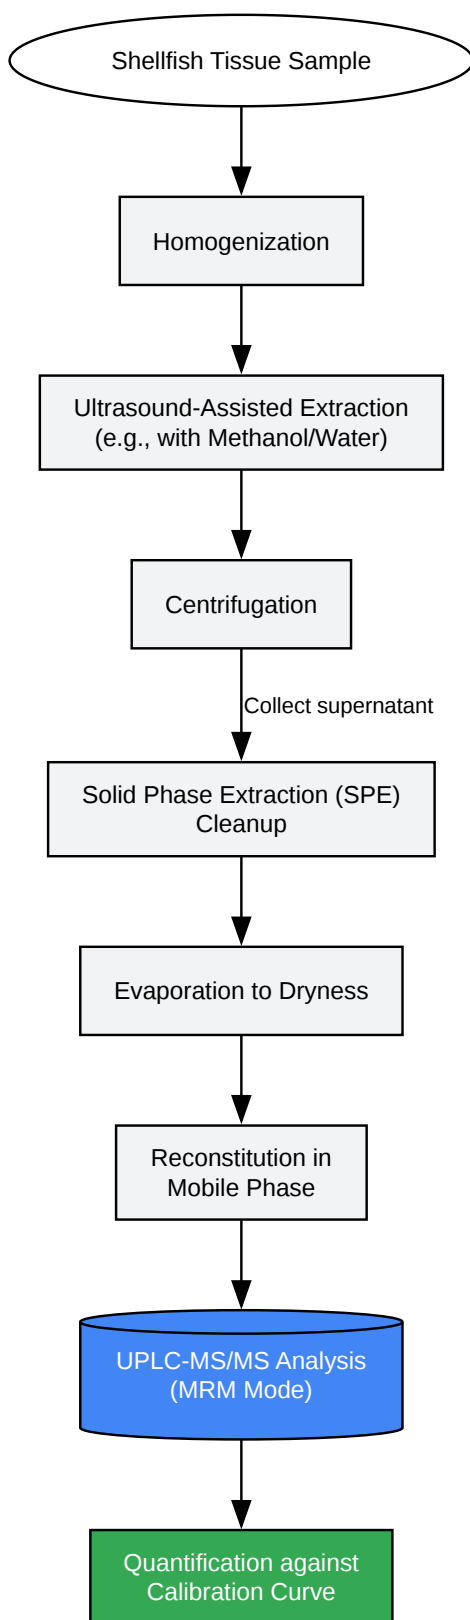 Shellfish Tissue Sample
Homogenization
Ultrasound-Assisted Extraction
(e.g., with Methanol/Water)
Centrifugation
Collect supernatant
Solid Phase Extraction (SPE)
Cleanup
Evaporation to Dryness
Reconstitution in
Mobile Phase
UPLC-MS/MS Analysis
(MRM Mode)
Quantification against
Calibration Curve